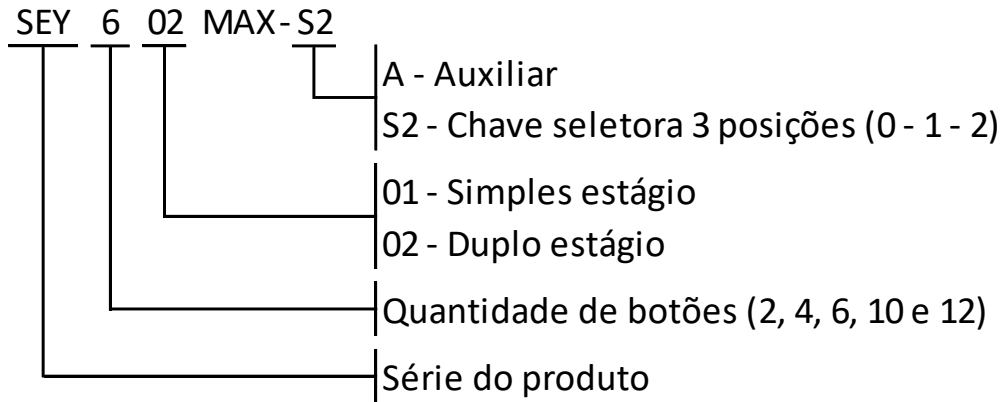 SEY 6 02 MAX-S2
A - Auxiliar
S2 - Chave seletora 3 posições (0 - 1 - 2)
01 - Simples estágio
02 - Duplo estágio
Quantidade de botões (2, 4, 6, 10 e 12)
Série do produto